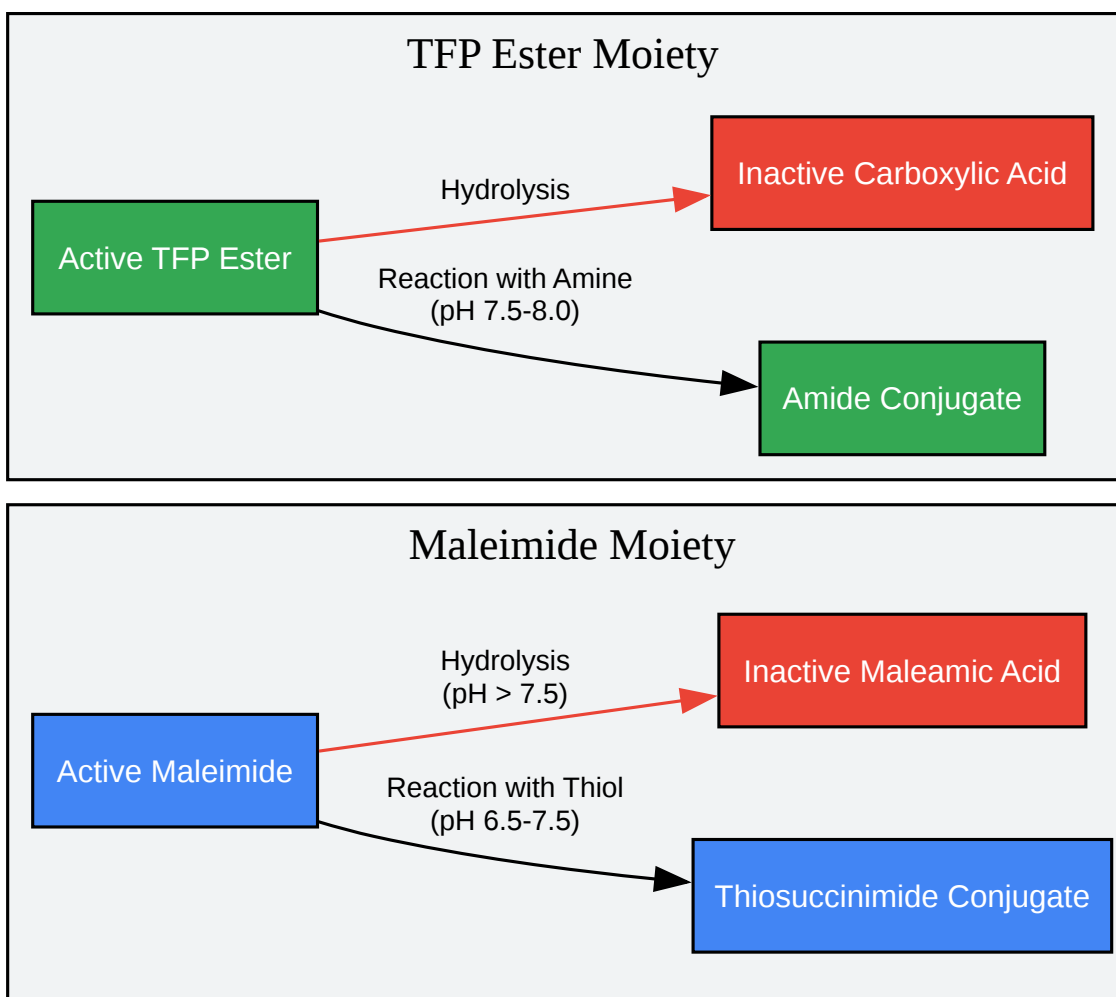 TFP Ester Moiety
Inactive Carboxylic Acid
Hydrolysis
Active TFP Ester
Reaction with Amine
(pH 7.5-8.0)
Amide Conjugate
Maleimide Moiety
Inactive Maleamic Acid
Hydrolysis
(pH > 7.5)
Active Maleimide
Reaction with Thiol
(pH 6.5-7.5)
Thiosuccinimide Conjugate